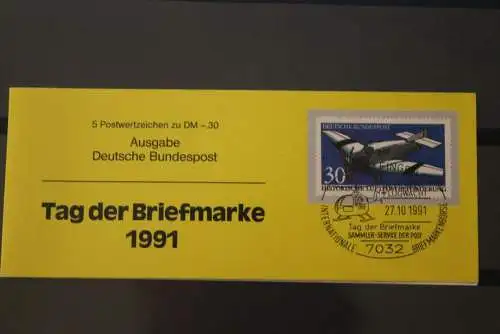 5 Postwertzeichen zu DM –.30
Ausgabe
Deutsche Bundespost
Tag der Briefmarke
1991
DEUTSCHE BUNDESPOST
30
27.10.1991
Tag der Briefmarke
SAMMLER-SERVICE DER POST
INTERNATIONALE BRIEFMARKENBÖRSE
7032